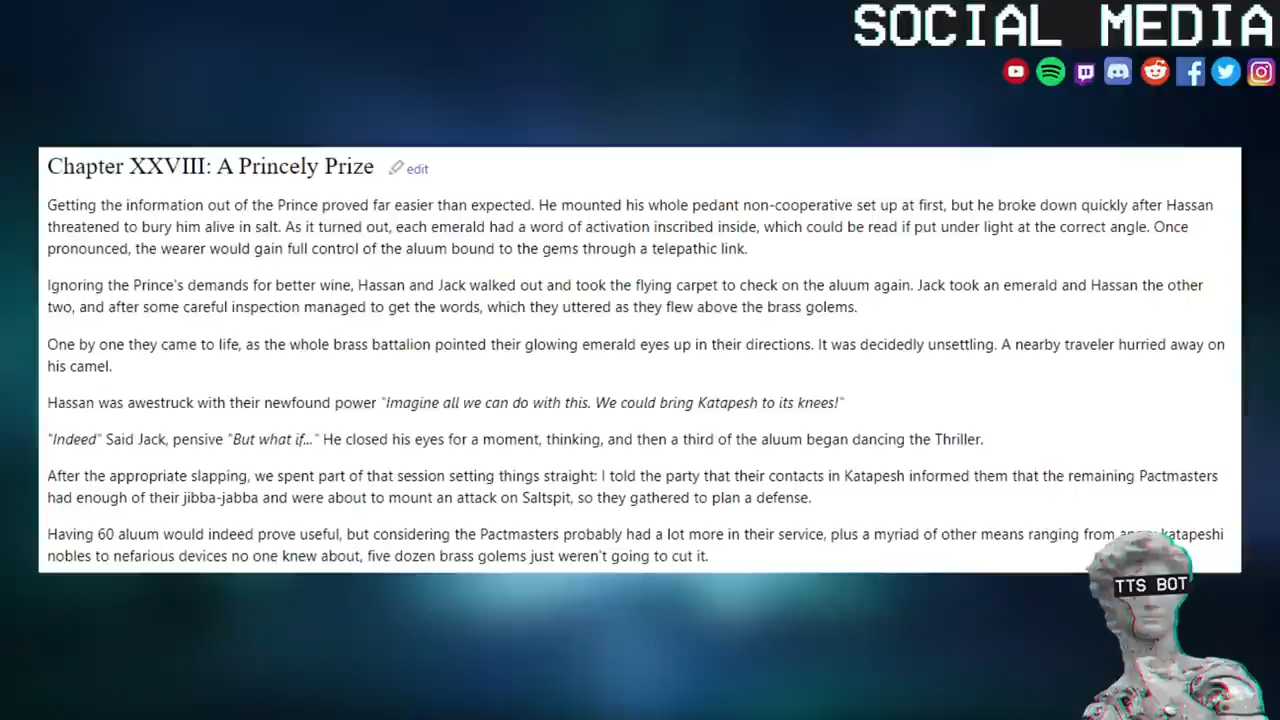 SOCIAL MEDIA
Chapter XXVIII: A Princely Prize edit
Getting the information out of the Prince proved far easier than expected. He mounted his whole pedant non-cooperative set up at first, but he broke down quickly after Hassan
threatened to bury him alive in salt. As it turned out, each emerald had a word of activation inscribed inside, which could be read if put under light at the correct angle. Once
pronounced, the wearer would gain full control of the aluum bound to the gems through a telepathic link.
Ignoring the Prince's demands for better wine, Hassan and Jack walked out and took the flying carpet to check on the aluum again. Jack took an emerald and Hassan the other
two, and after some careful inspection managed to get the words, which they uttered as they flew above the brass golems.
One by one they came to life, as the whole brass battalion pointed their glowing emerald eyes up in their directions. It was decidedly unsettling. A nearby traveler hurried away on
his camel.
Hassan was awestruck with their newfound power "Imagine all we can do with this. We could bring Katapesh to its knees!"
"Indeed" Said Jack, pensive "But what if..." He closed his eyes for a moment, thinking, and then a third of the aluum began dancing the Thriller.
After the appropriate slapping, we spent part of that session setting things straight: I told the party that their contacts in Katapesh informed them that the remaining Pactmasters
had enough of their jibba-jabba and were about to mount an attack on Saltspit, so they gathered to plan a defense.
Having 60 aluum would indeed prove useful, but considering the Pactmasters probably had a lot more in their service, plus a myriad of other means ranging from katapeshi
nobles to nefarious devices no one knew about, five dozen brass golems just weren't going to cut it.
TTS BOT